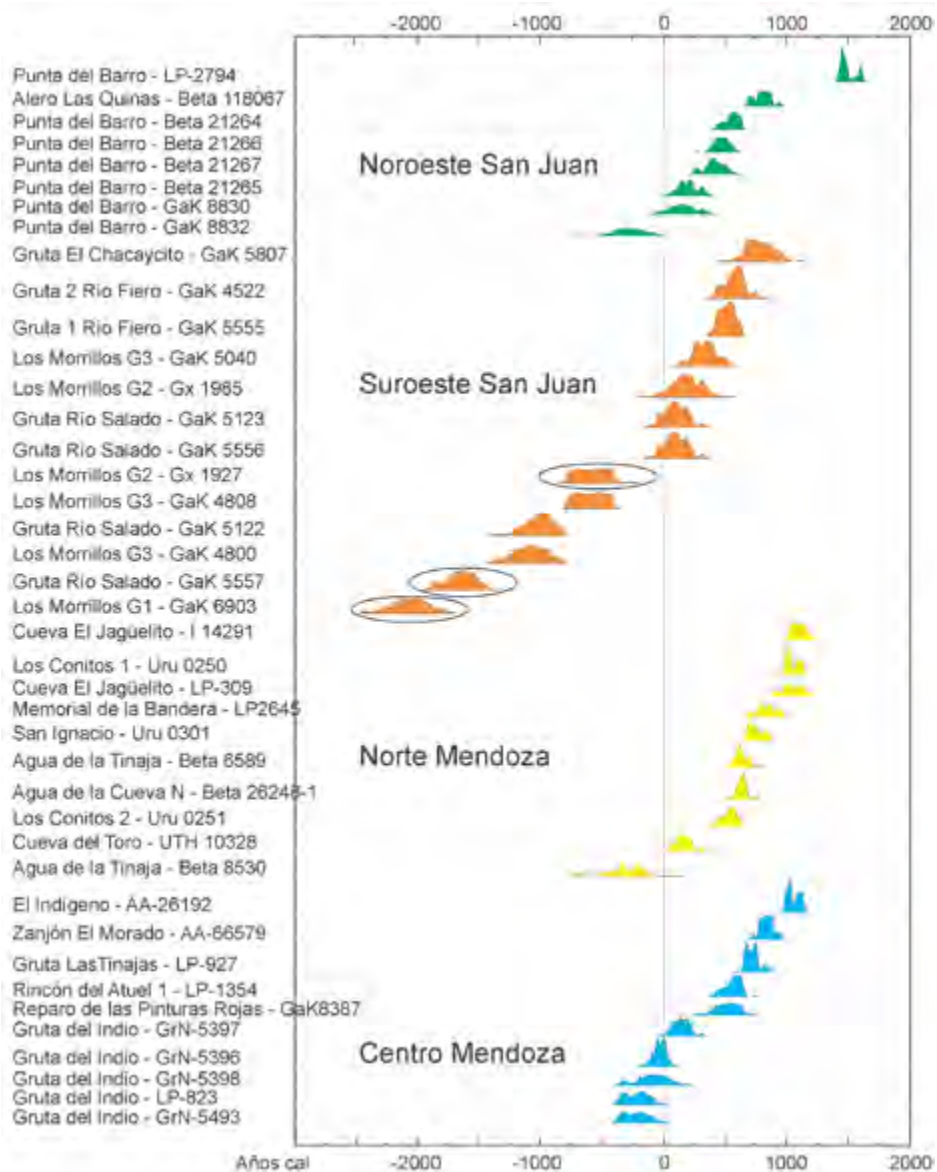 -2000 -1000 0 1000 2000
Punta del Barro - LP-2794
Alero Las Quinas - Beta 118067
Punta del Barro - Beta 21264
Punta del Barro - Beta 21266
Noroeste San Juan
Punta del Barro - Beta 21267
Punta del Barro - Beta 21265
Punta del Barro - GaK 8830
Punta del Barro - GaK 8832
Gruta El Chacaycito - GaK 5807
Gruta 2 Río Fiero - GaK 4522
Gruta 1 Río Fiero - GaK 5555
Los Morrillos G3 - GaK 5040
Suroeste San Juan
Los Morrillos G2 - Gx 1965
Gruta Río Salado - GaK 5123
Gruta Río Salado - GaK 5556
Los Morrillos G2 - Gx 1927
Los Morrillos G3 - GaK 4808
Gruta Río Salado - GaK 5122
Los Morrillos G3 - GaK 4800
Gruta Río Salado - GaK 5557
Los Morrillos G1 - GaK 6903
Cueva El Jagüelito - I 14291
Los Conitos 1 - Uru 0250
Cueva El Jagüelito - LP-309
Memorial de la Bandera - LP2645
San Ignacio - Uru 0301
Norte Mendoza
Agua de la Tinaja - Beta 6589
Agua de la Cueva N - Beta 26248-1
Los Conitos 2 - Uru 0251
Cueva del Toro - UTH 10328
Agua de la Tinaja - Beta 8530
El Indígeno - AA-26192
Zanjón El Morado - AA-66579
Gruta LasTinajas - LP-927
Rincón del Atuel 1 - LP-1354
Reparo de las Pinturas Rojas - GaK8387
Gruta del Indio - GrN-5397
Centro Mendoza
Gruta del Indio - GrN-5396
Gruta del Indio - GrN-5398
Gruta del Indio - LP-823
Gruta del Indio - GrN-5493
Años cal -2000 -1000 0 1000 2000